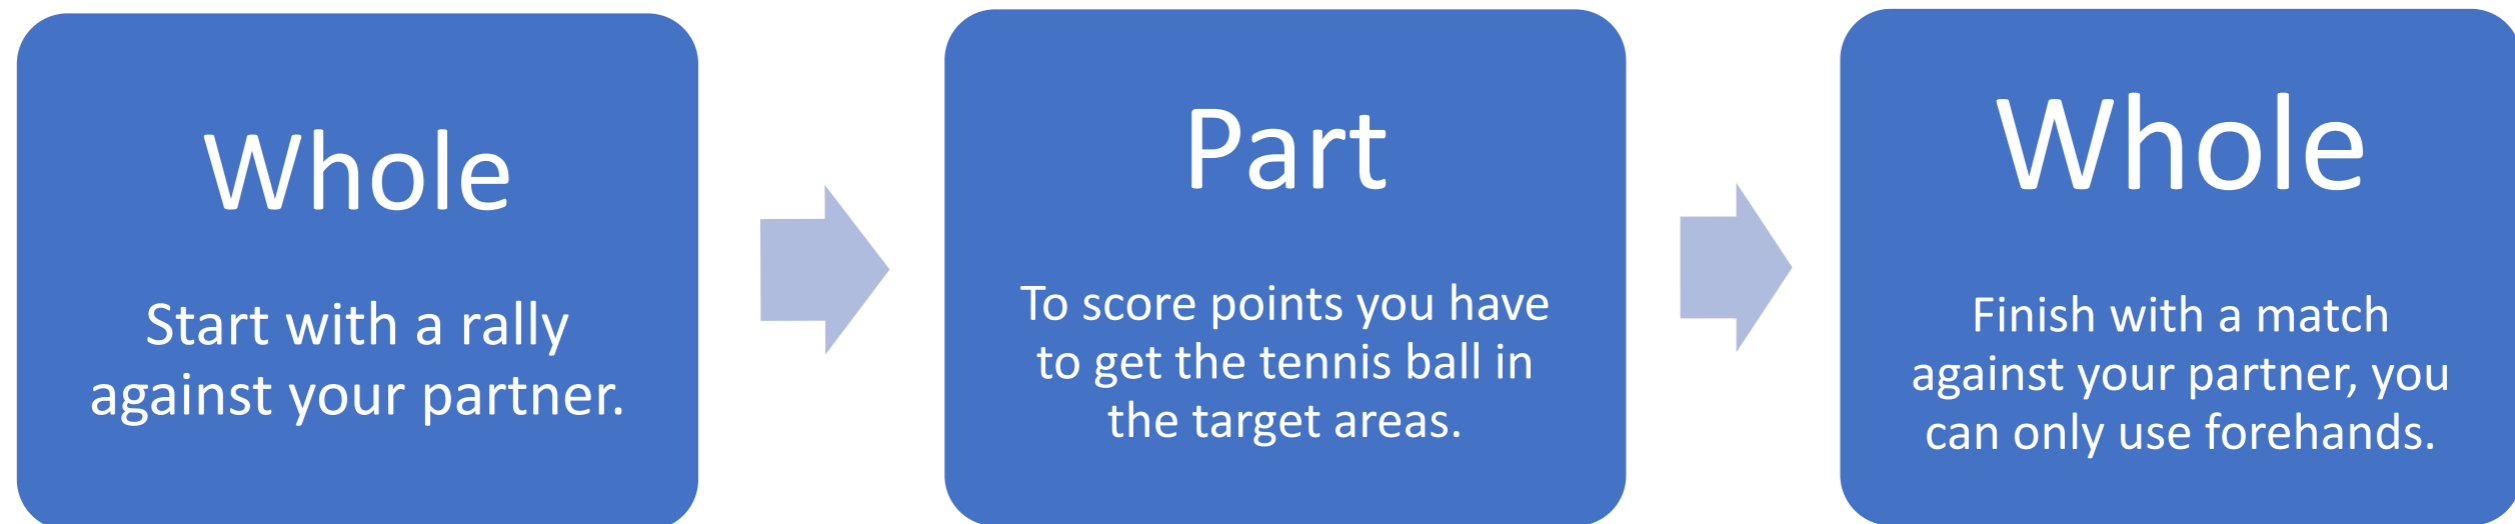 Whole
Start with a rally
against your partner.
Part
To score points you have
to get the tennis ball in
the target areas.
Whole
Finish with a match
against your partner, you
can only use forehands.